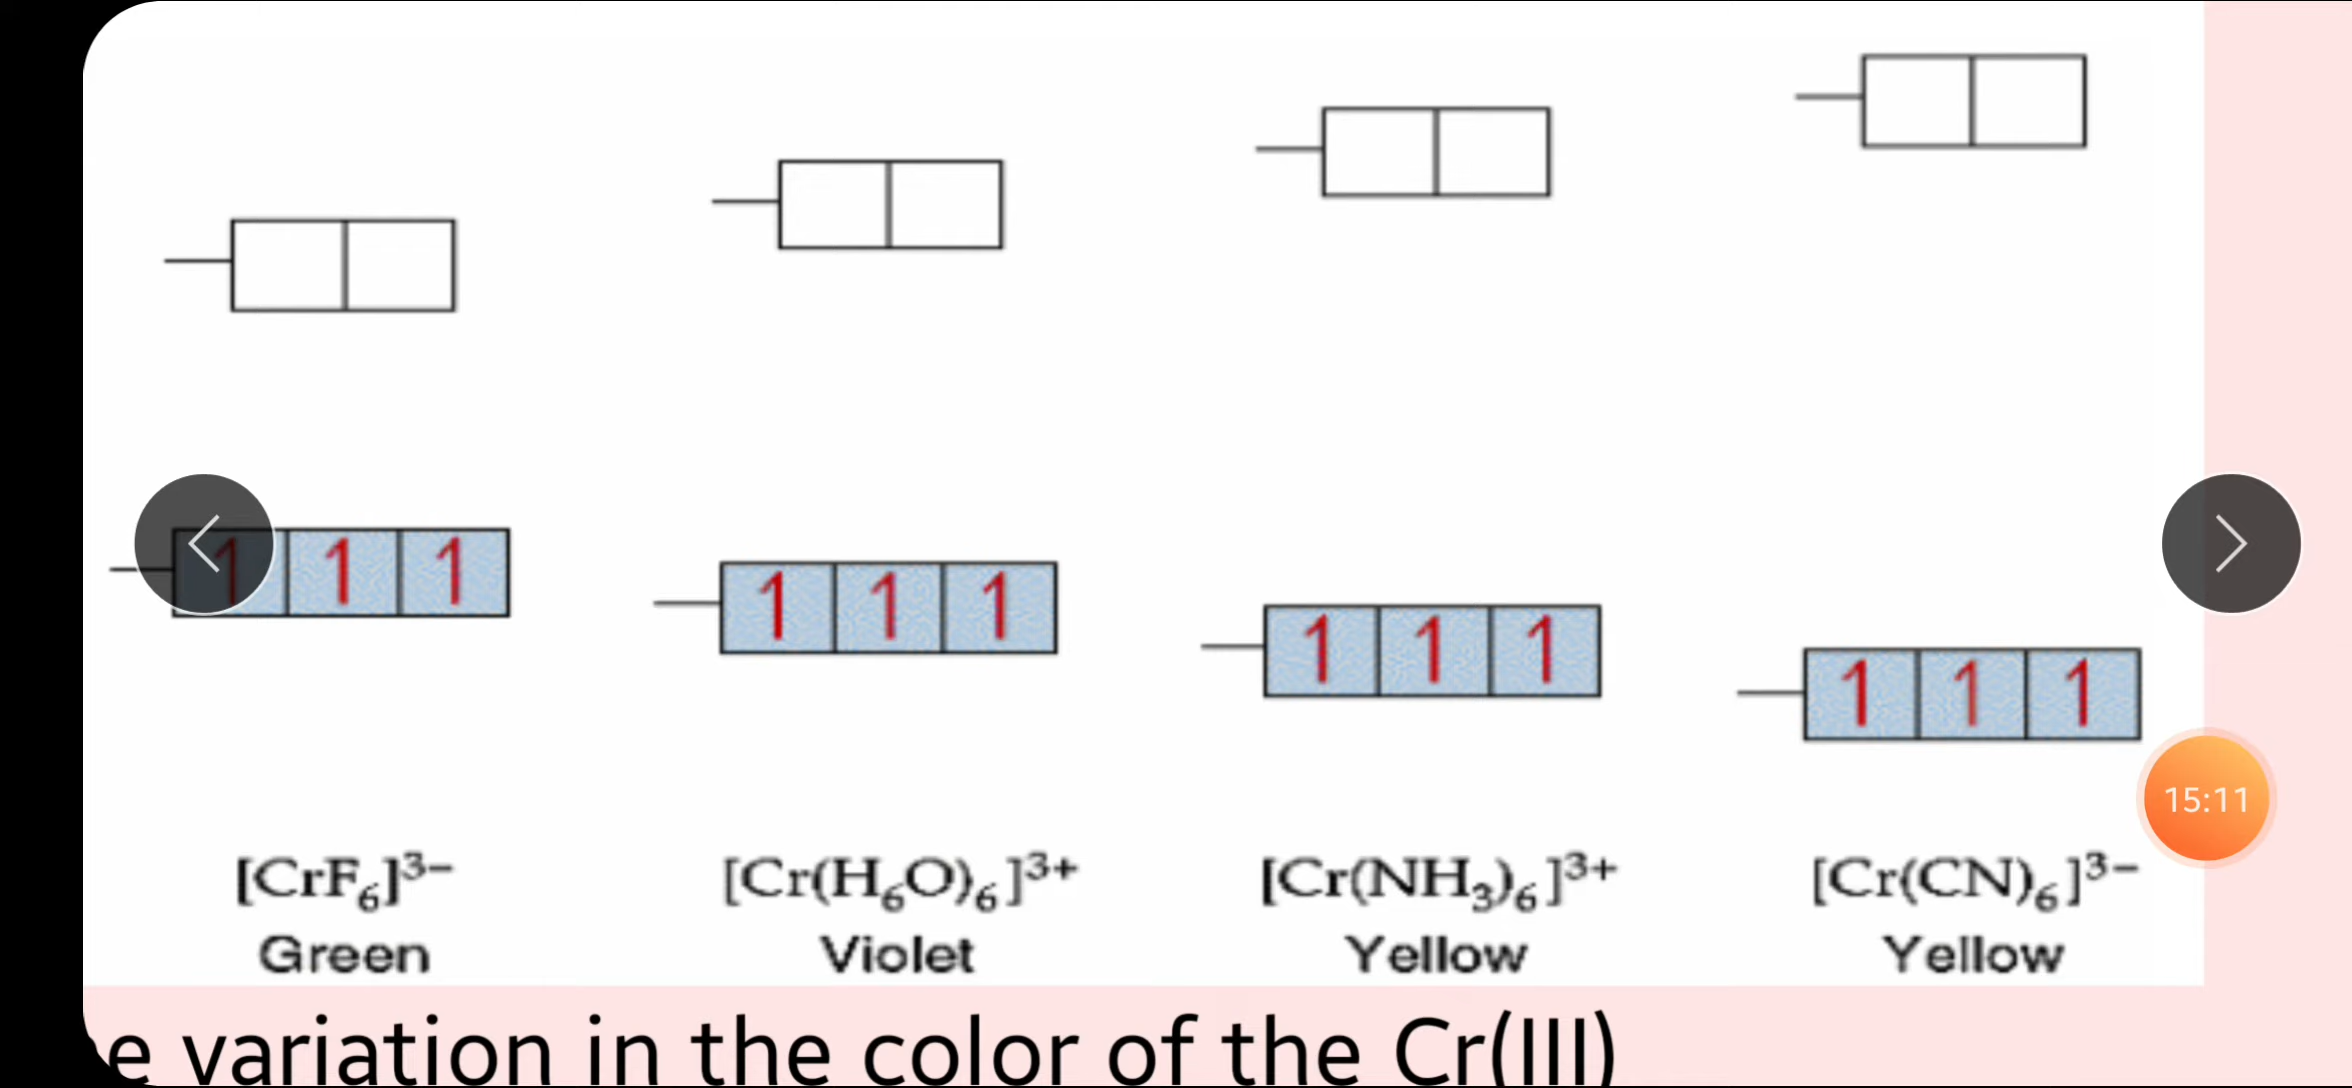 1 1 1
1 1 1
1 1 1
1 1 1
15:11
[CrF₆]³⁻
[Cr(H₆O)₆]³⁺
[Cr(NH₃)₆]³⁺
[Cr(CN)₆]³⁻
Green
Violet
Yellow
Yellow
e variation in the color of the Cr(III)